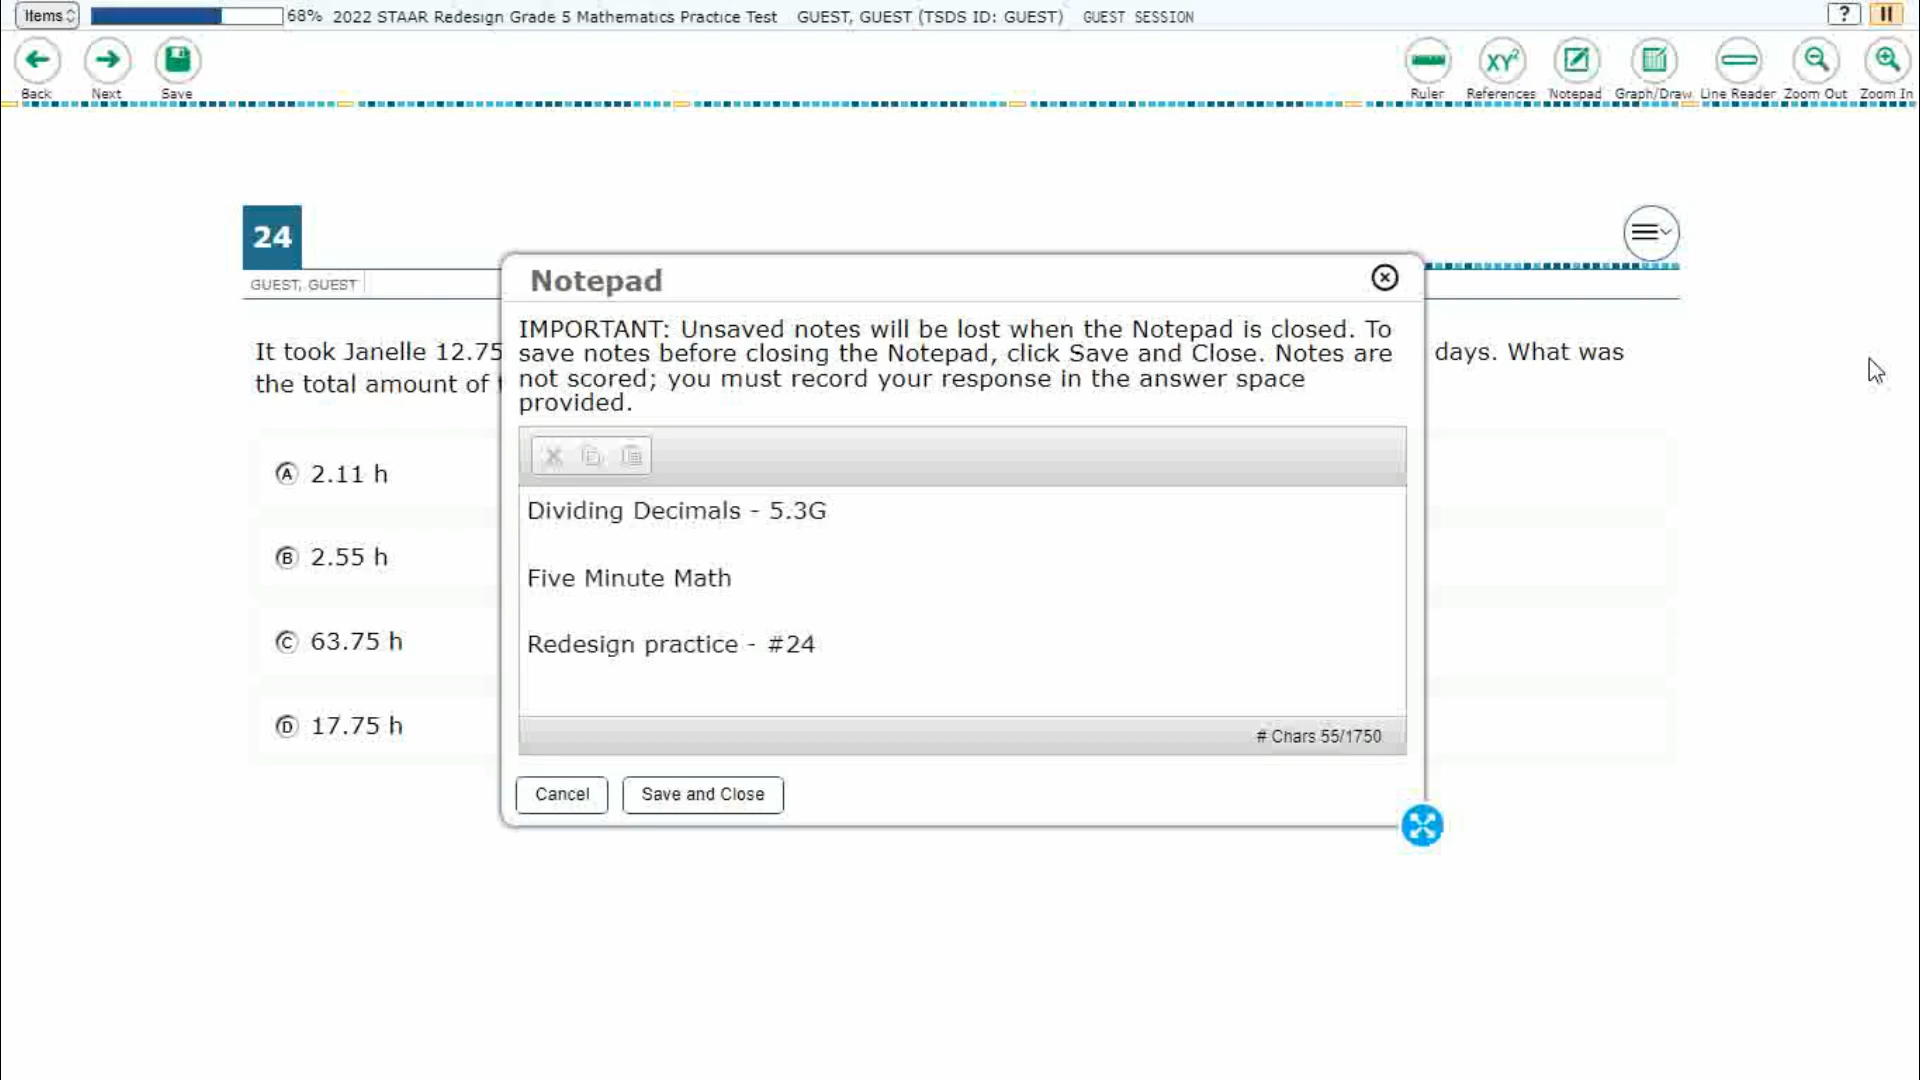 Items 68% 2022 STAAR Redesign Grade 5 Mathematics Practice Test GUEST, GUEST (TSDS ID: GUEST) GUEST SESSION ?
Back Next Save Ruler References Notepad Graph/Draw Line Reader Zoom Out Zoom In
XY²
24
GUEST, GUEST
It took Janelle 12.75 days. What was
the total amount of
A 2.11 h
B 2.55 h
C 63.75 h
D 17.75 h
Notepad
IMPORTANT: Unsaved notes will be lost when the Notepad is closed. To
save notes before closing the Notepad, click Save and Close. Notes are
not scored; you must record your response in the answer space
provided.
Dividing Decimals - 5.3G
Five Minute Math
Redesign practice - #24
# Chars 55/1750
Cancel Save and Close